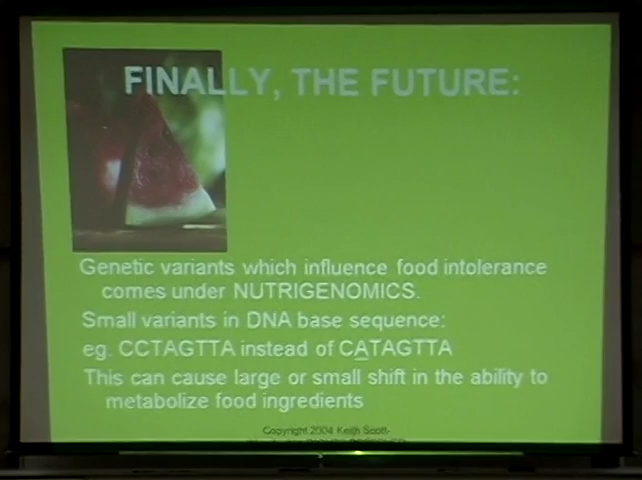 FINALLY, THE FUTURE:
Genetic variants which influence food intolerance
comes under NUTRIGENOMICS.
Small variants in DNA base sequence:
eg. CCTAGTTA instead of CATAGTTA
This can cause large or small shift in the ability to
metabolize food ingredients
Copyright 2004 Keith Scott-